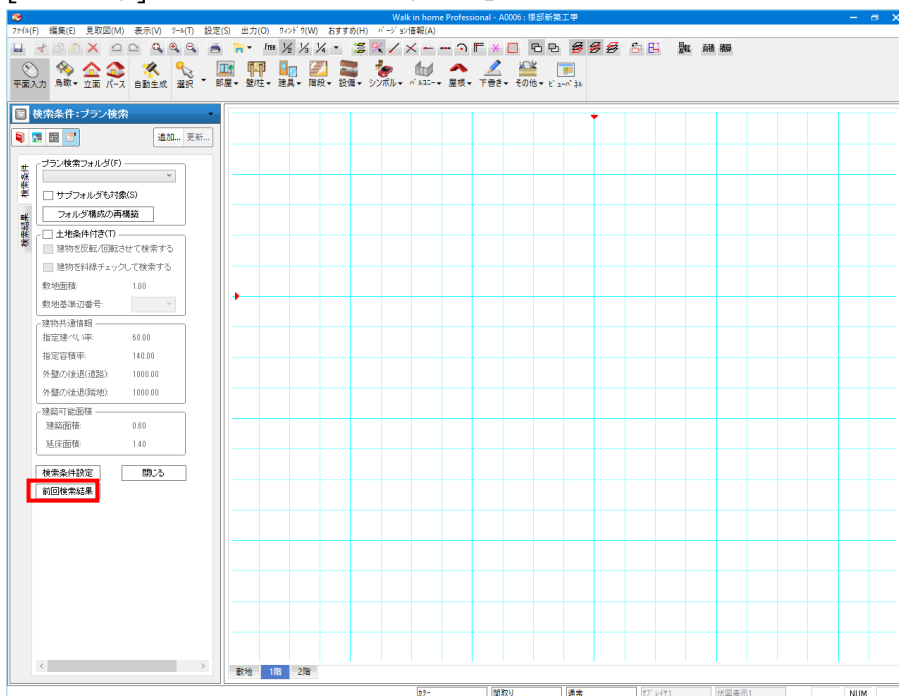 Walk in home Professional - A0006 : 様邸新築工事
ﾌｧｲﾙ(F) 編集(E) 見取図(M) 表示(V) ﾂｰﾙ(T) 設定(S) 出力(O) ｳｨﾝﾄﾞｳ(W) おすすめ(H) ﾊﾞｰｼﾞｮﾝ情報(A)
FREE
平面入力 鳥瞰 立面 パース 自動生成 選択 部屋 壁/柱 建具 階段 設備 シンボル ﾊﾞﾙｺﾆｰ 屋根 下書き その他 ﾋﾞｭｰﾊﾟﾈﾙ
検索条件:プラン検索
追加... 更新...
検索条件
検索結果
プラン検索フォルダ(F)
サブフォルダも対象(S)
フォルダ構成の再構築
土地条件付き(T)
建物を反転/回転させて検索する
建物を斜線チェックして検索する
敷地面積: 1.00
敷地基準辺番号:
建物共通情報
指定建ぺい率: 60.00
指定容積率: 140.00
外壁の後退(道路): 1000.00
外壁の後退(隣地): 1000.00
建築可能面積
建築面積: 0.60
延床面積: 1.40
検索条件設定 閉じる
前回検索結果
敷地 1階 2階
ｶﾗｰ 間取り 通常 ｻﾌﾞﾚｲﾔ1 伏図表示1 NUM